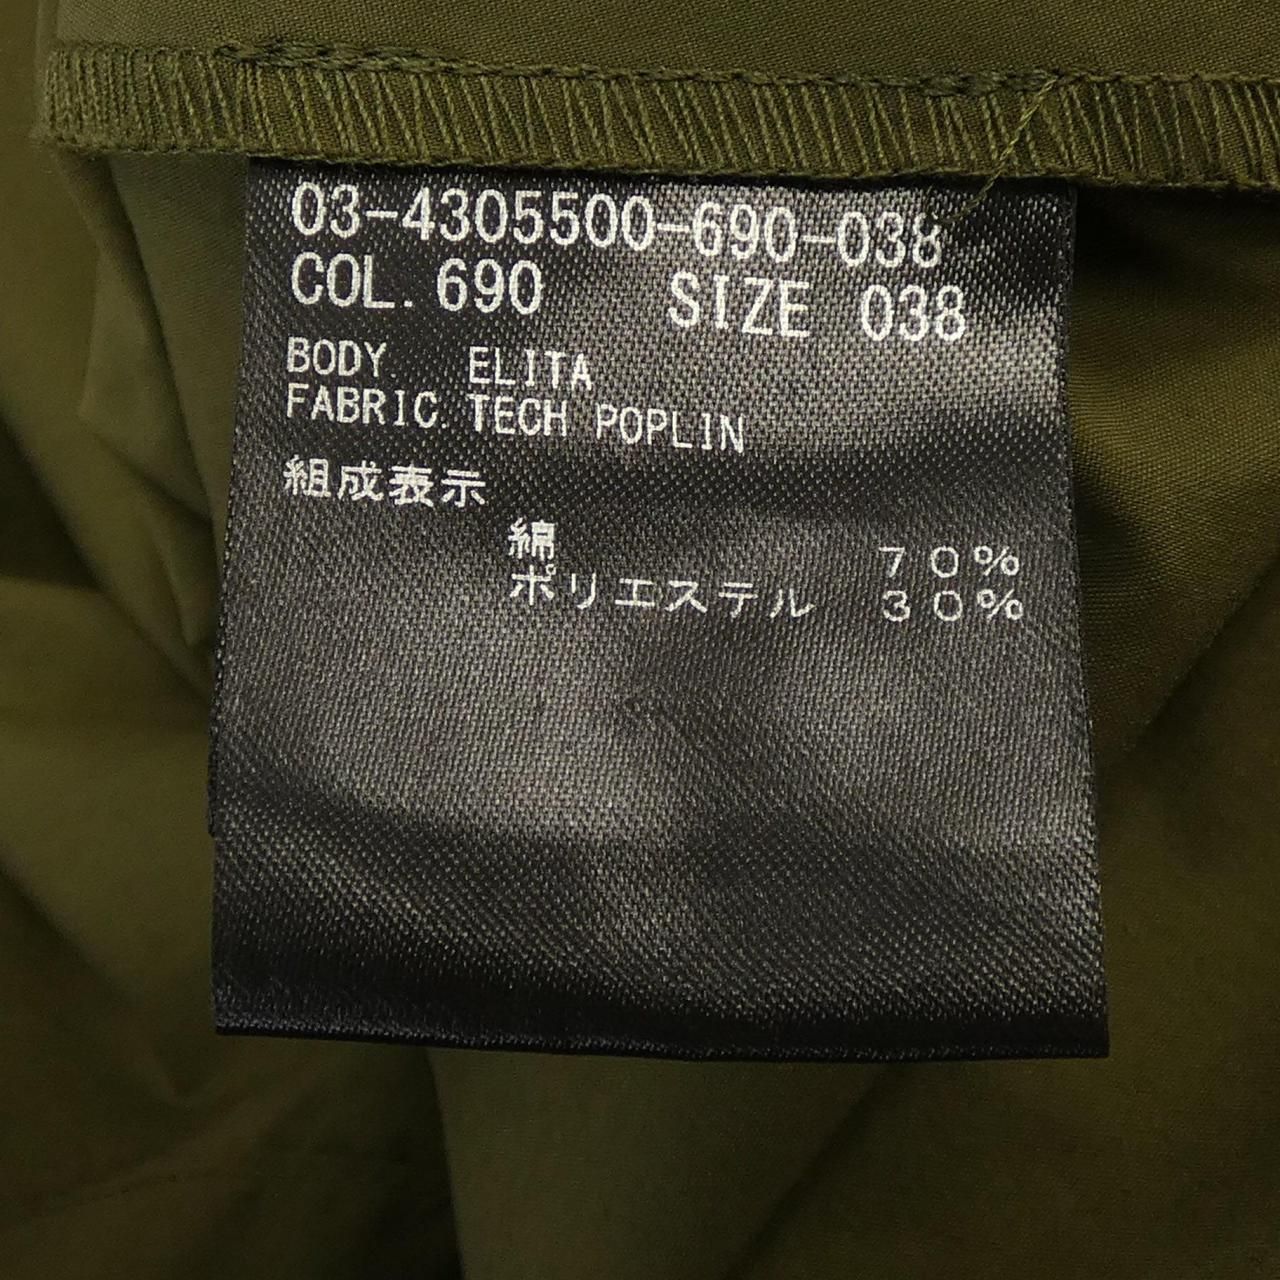 03-4305500-690-038
COL. 690 SIZE 038
BODY ELITA
FABRIC. TECH POPLIN
組成表示
綿 70%
ポリエステル 30%